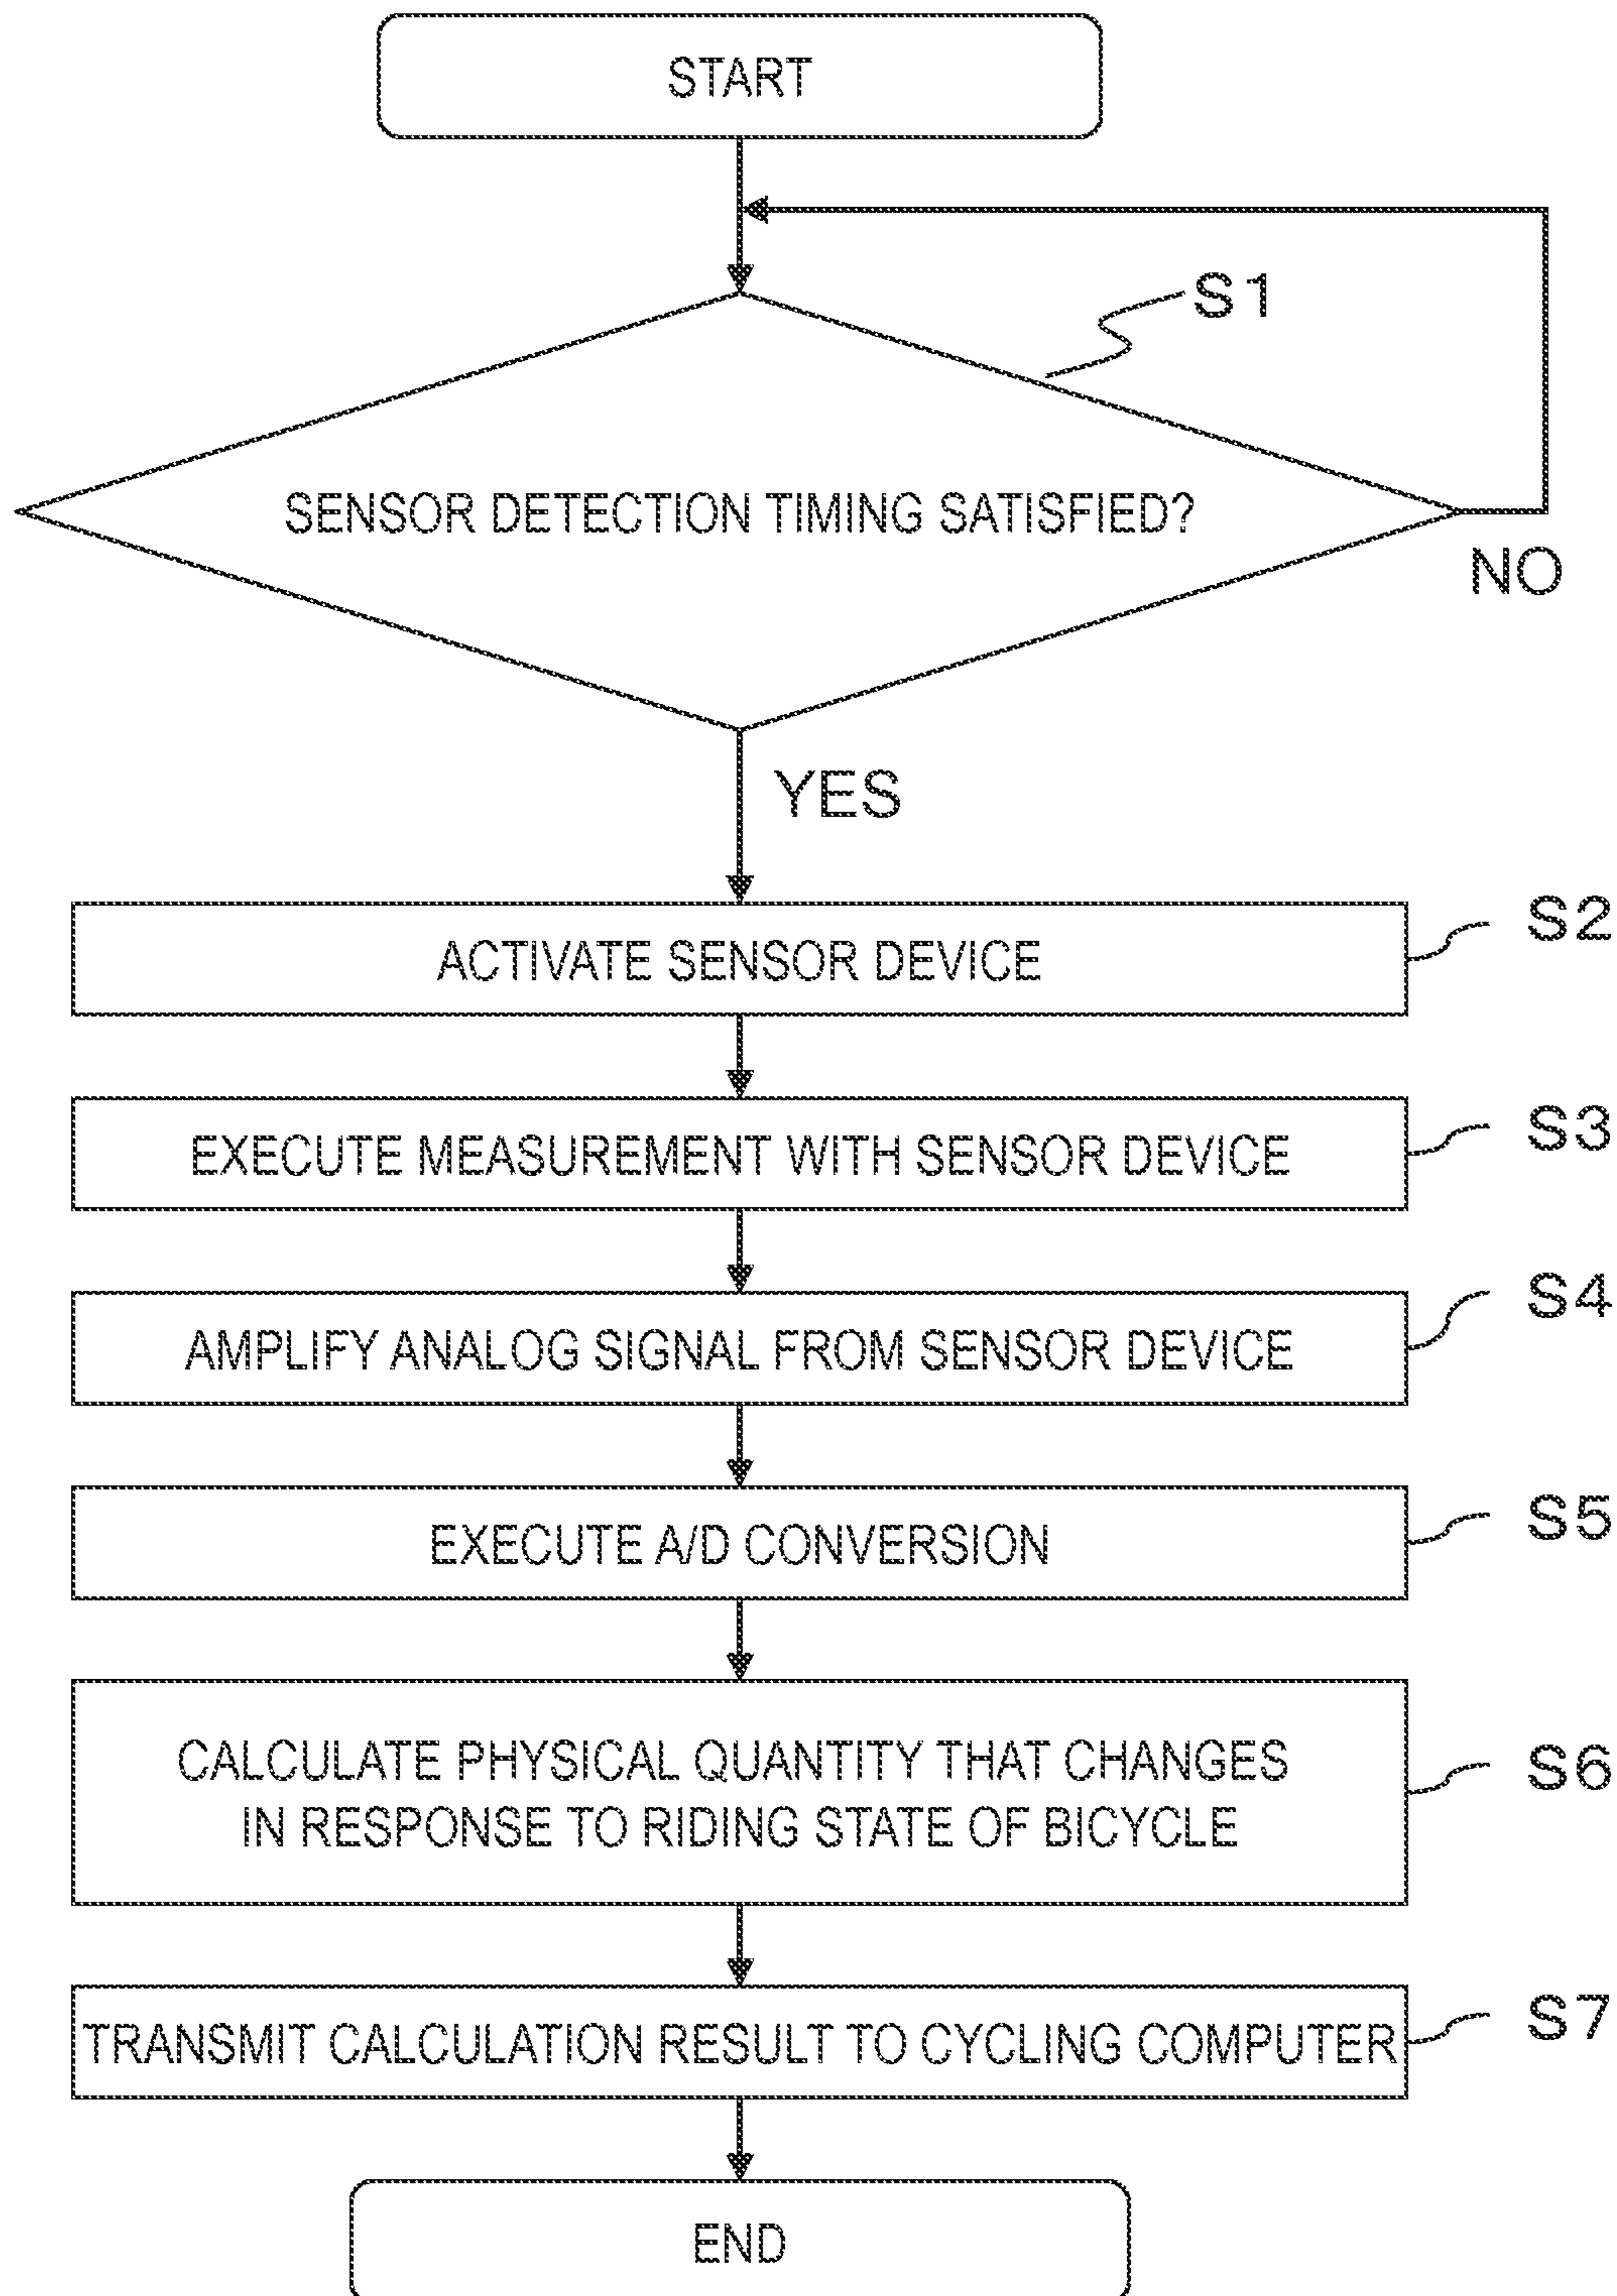 START
S1
SENSOR DETECTION TIMING SATISFIED?
NO
YES
ACTIVATE SENSOR DEVICE
S2
EXECUTE MEASUREMENT WITH SENSOR DEVICE
S3
AMPLIFY ANALOG SIGNAL FROM SENSOR DEVICE
S4
EXECUTE A/D CONVERSION
S5
CALCULATE PHYSICAL QUANTITY THAT CHANGES
IN RESPONSE TO RIDING STATE OF BICYCLE
S6
TRANSMIT CALCULATION RESULT TO CYCLING COMPUTER
S7
END